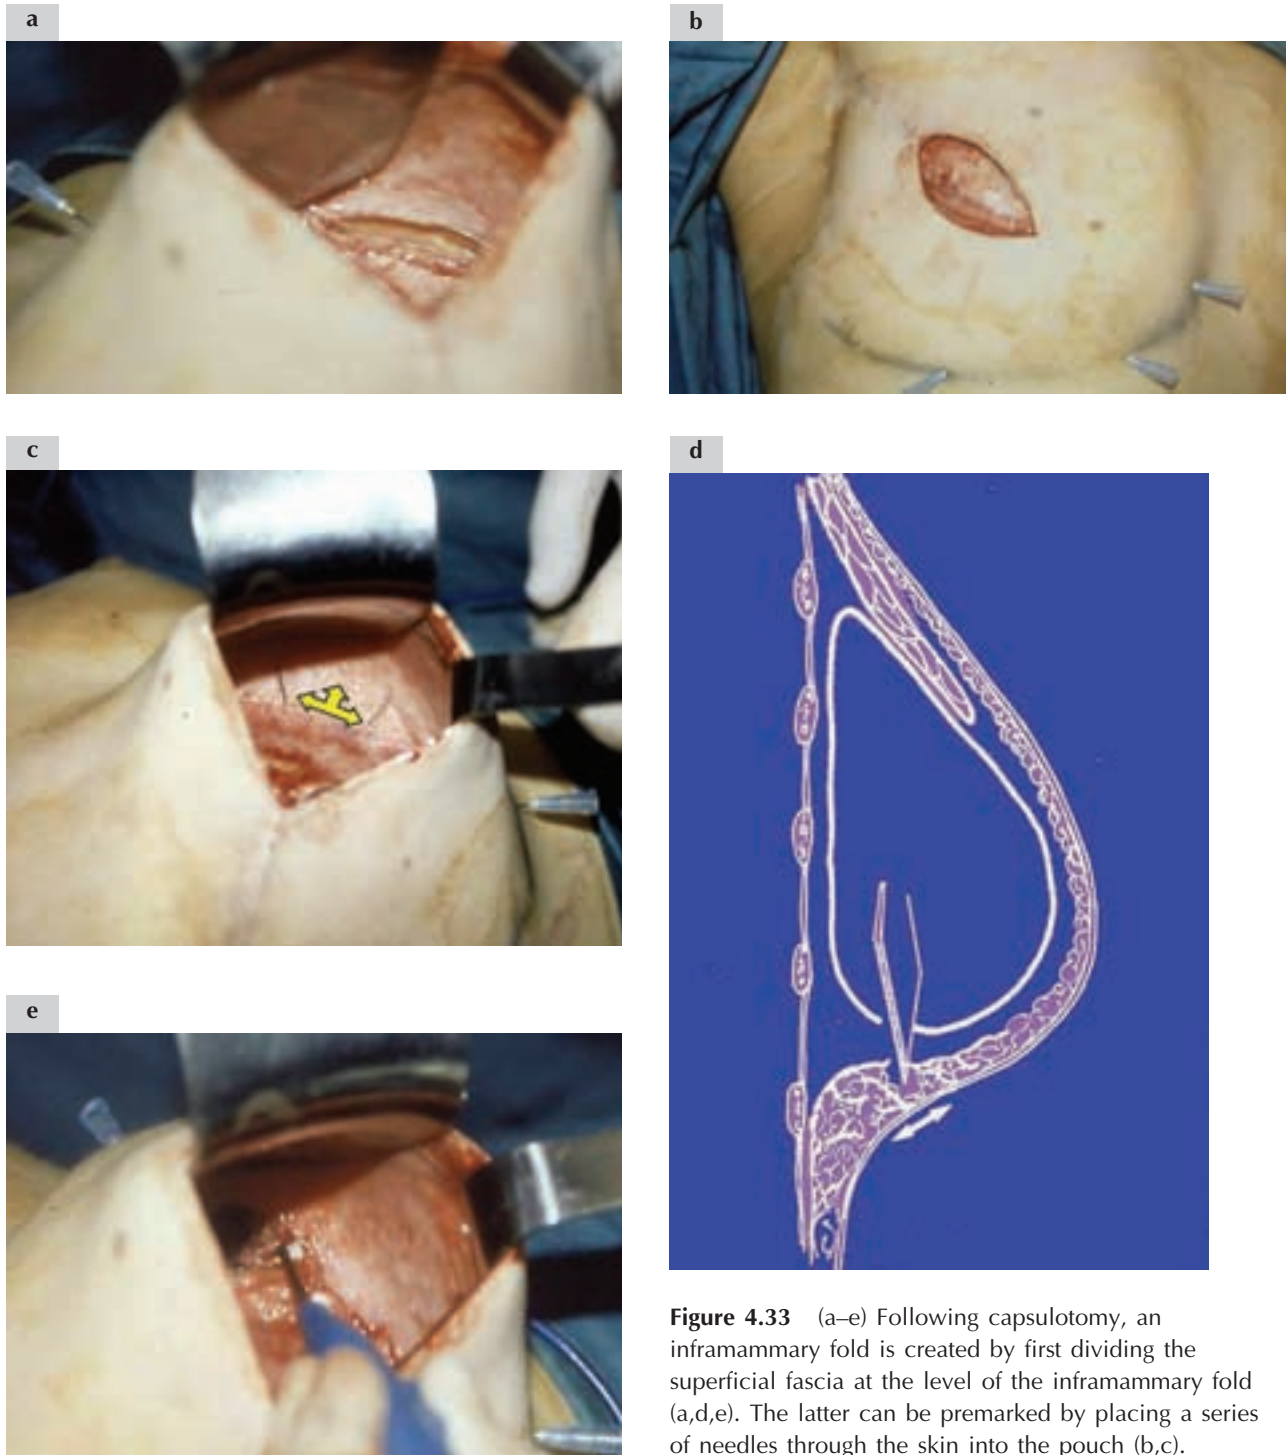 a
b
c
d
e
Figure 4.33 (a–e) Following capsulotomy, an
inframammary fold is created by first dividing the
superficial fascia at the level of the inframammary fold
(a,d,e). The latter can be premarked by placing a series
of needles through the skin into the pouch (b,c).